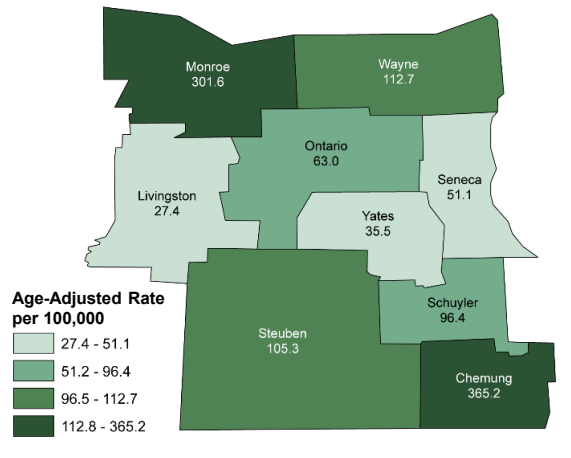 Monroe
301.6
Wayne
112.7
Ontario
63.0
Seneca
51.1
Livingston
27.4
Yates
35.5
Schuyler
96.4
Steuben
105.3
Chemung
365.2
Age-Adjusted Rate
per 100,000
27.4 - 51.1
51.2 - 96.4
96.5 - 112.7
112.8 - 365.2